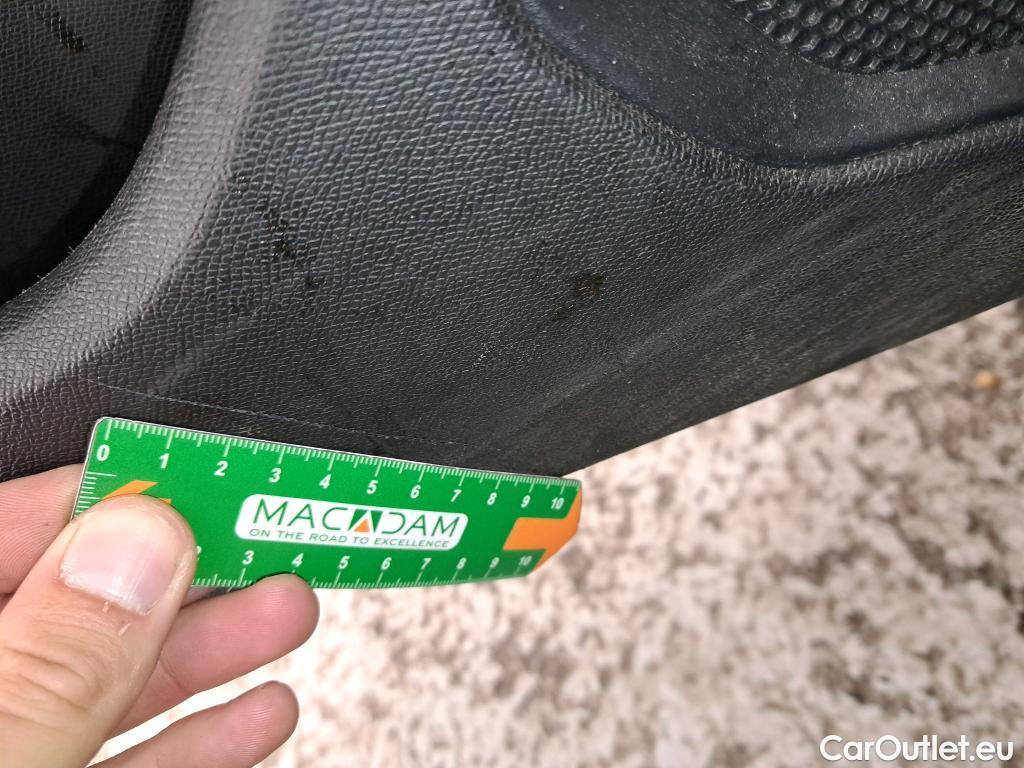 0 1 2 3 4 5 6 7 8 9 10
MACADAM
ON THE ROAD TO EXCELLENCE
2 3 4 5 6 7 8 9 10
CarOutlet.eu